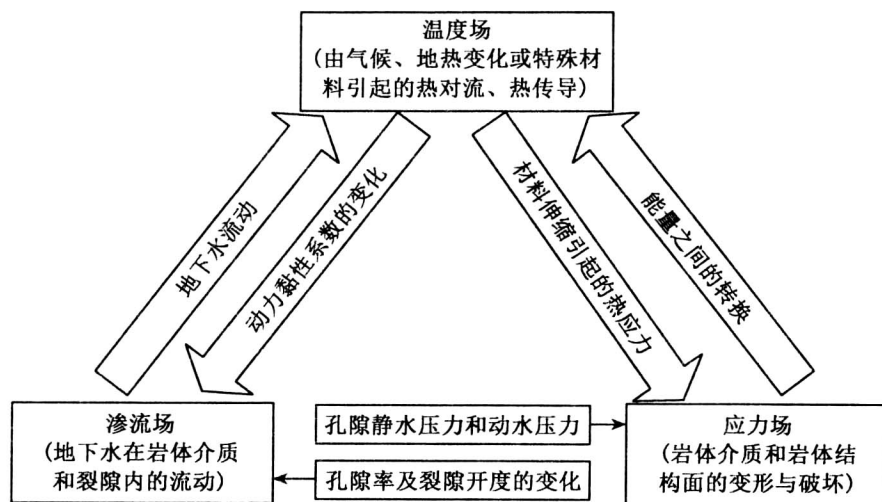 温度场
(由气候、地热变化或特殊材
料引起的热对流、热传导)
地下水流动
动力黏性系数的变化
材料伸缩引起的热应力
能量之间的转换
渗流场
(地下水在岩体介质
和裂隙内的流动)
孔隙静水压力和动水压力
孔隙率及裂隙开度的变化
应力场
(岩体介质和岩体结
构面的变形与破坏)